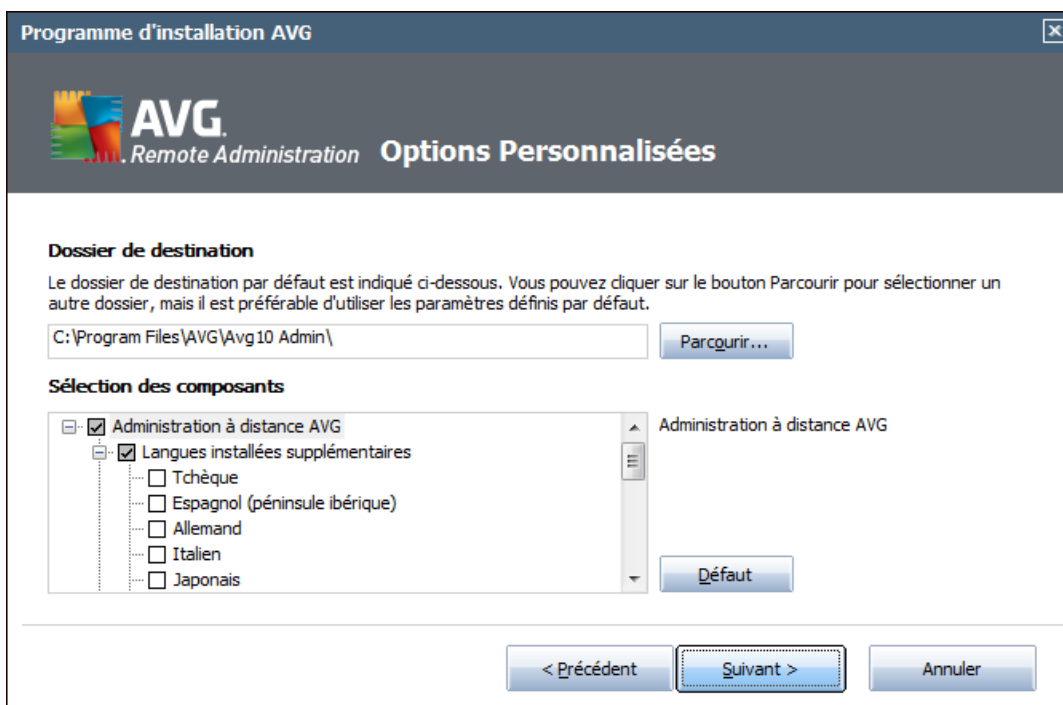 Programme d'installation AVG
AVG.
Remote Administration
Options Personnalisées
Dossier de destination
Le dossier de destination par défaut est indiqué ci-dessous. Vous pouvez cliquer sur le bouton Parcourir pour sélectionner un
autre dossier, mais il est préférable d'utiliser les paramètres définis par défaut.
C:\Program Files\AVG\Avg10 Admin\
Parcourir...
Sélection des composants
Administration à distance AVG
Administration à distance AVG
Langues installées supplémentaires
Tchèque
Espagnol (péninsule ibérique)
Allemand
Italien
Japonais
Défaut
< Précédent
Suivant >
Annuler